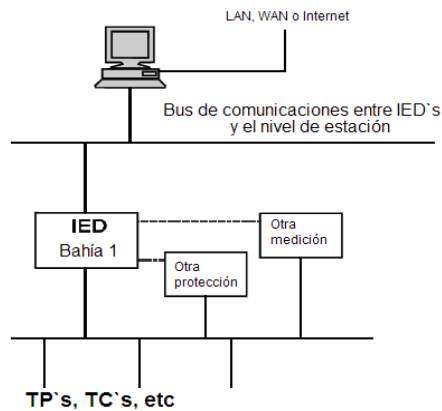 LAN, WAN o Internet
Bus de comunicaciones entre IED`s
y el nivel de estación
IED
Bahía 1
Otra
medición
Otra
protección
TP`s, TC`s, etc